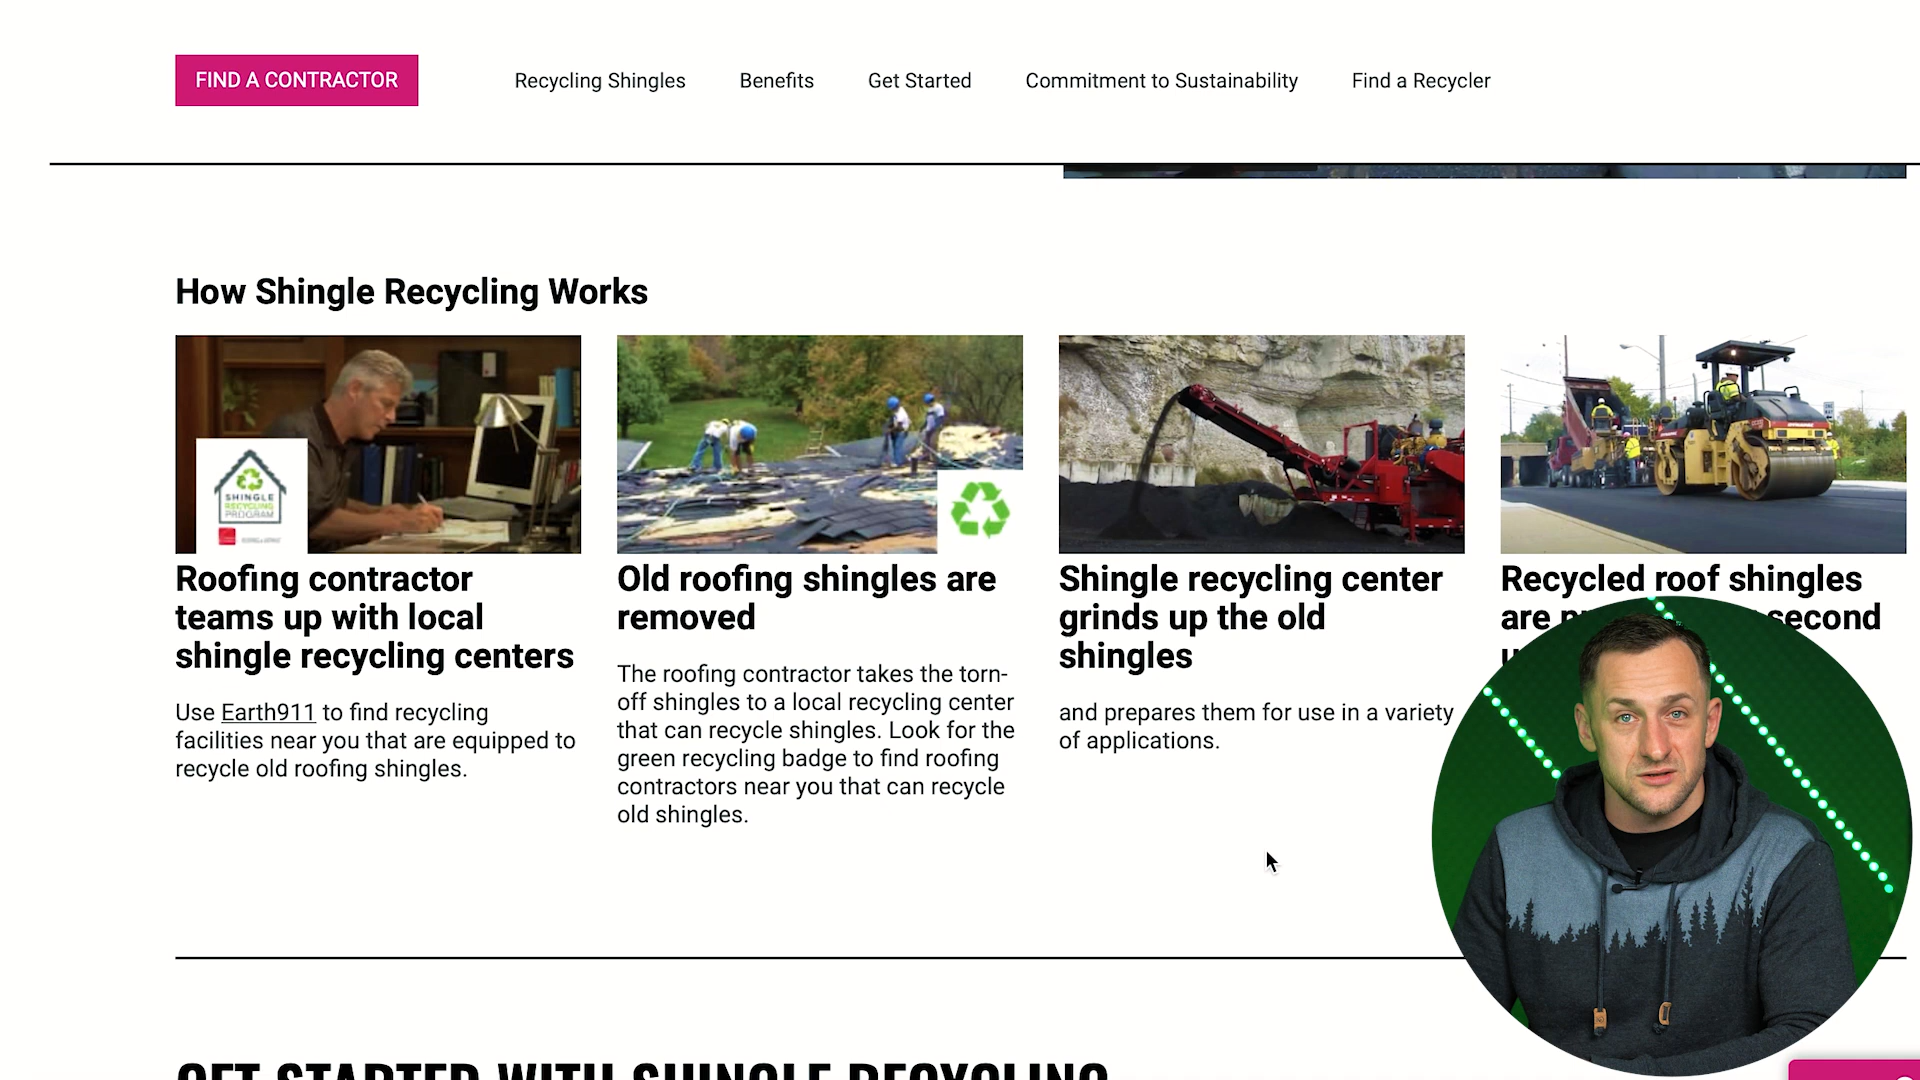 FIND A CONTRACTOR
Recycling Shingles
Benefits
Get Started
Commitment to Sustainability
Find a Recycler
How Shingle Recycling Works
SHINGLE
RECYCLING
PROGRAM
Roofing contractor
teams up with local
shingle recycling centers
Use Earth911 to find recycling
facilities near you that are equipped to
recycle old roofing shingles.
Old roofing shingles are
removed
The roofing contractor takes the torn-
off shingles to a local recycling center
that can recycle shingles. Look for the
green recycling badge to find roofing
contractors near you that can recycle
old shingles.
Shingle recycling center
grinds up the old
shingles
and prepares them for use in a variety
of applications.
Recycled roof shingles
are second
GET STARTED WITH SHINGLE RECYCLING